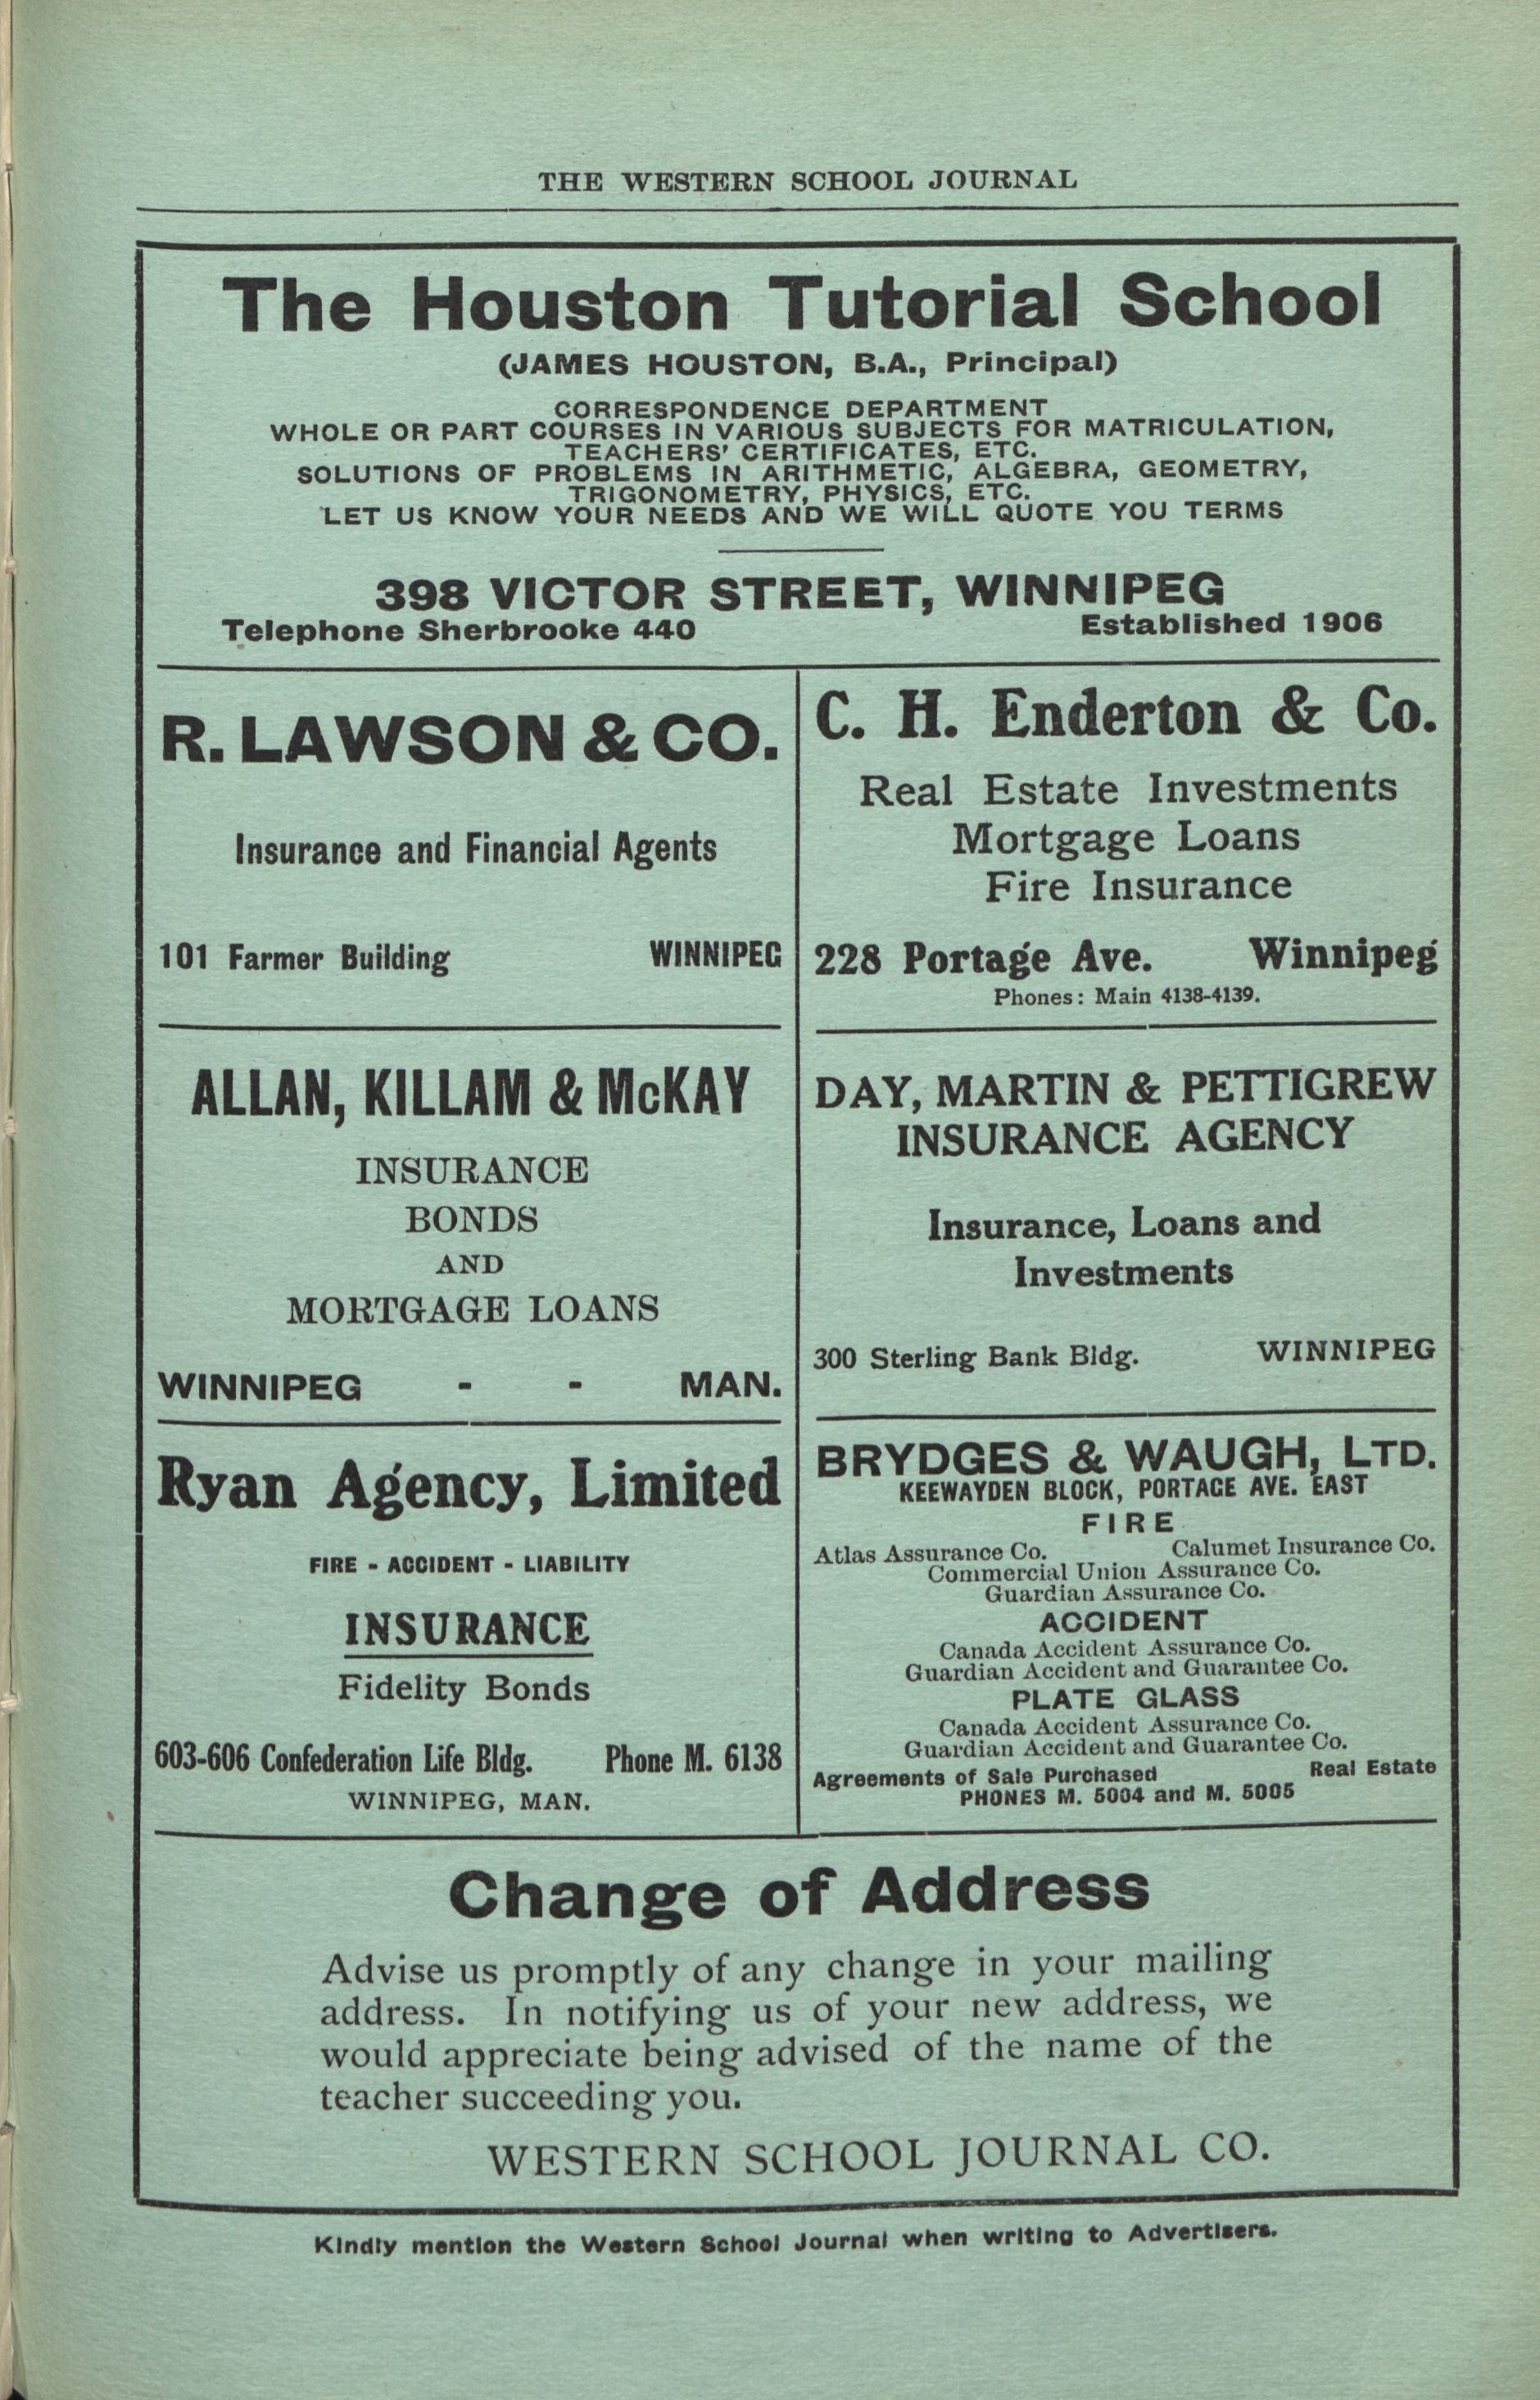 THE WESTERN SCHOOL JOURNAL
The Houston Tutorial School
(JAMES HOUSTON, B.A., Principal)
CORRESPONDENCE DEPARTMENT
WHOLE OR PART COURSES IN VARIOUS SUBJECTS FOR MATRICULATION,
TEACHERS' CERTIFICATES, ETC.
SOLUTIONS OF PROBLEMS IN ARITHMETIC, ALGEBRA, GEOMETRY,
TRIGONOMETRY, PHYSICS, ETC.
LET US KNOW YOUR NEEDS AND WE WILL QUOTE YOU TERMS
398 VICTOR STREET, WINNIPEG
Telephone Sherbrooke 440 Established 1906
R. LAWSON & CO.
Insurance and Financial Agents
101 Farmer Building WINNIPEG
C. H. Enderton & Co.
Real Estate Investments
Mortgage Loans
Fire Insurance
228 Portage Ave. Winnipeg
Phones: Main 4138-4139.
ALLAN, KILLAM & McKAY
INSURANCE
BONDS
AND
MORTGAGE LOANS
WINNIPEG - - MAN.
DAY, MARTIN & PETTIGREW
INSURANCE AGENCY
Insurance, Loans and
Investments
300 Sterling Bank Bldg. WINNIPEG
Ryan Agency, Limited
FIRE - ACCIDENT - LIABILITY
INSURANCE
Fidelity Bonds
603-606 Confederation Life Bldg. Phone M. 6138
WINNIPEG, MAN.
BRYDGES & WAUGH, LTD.
KEEWAYDEN BLOCK, PORTAGE AVE. EAST
FIRE
Atlas Assurance Co. Calumet Insurance Co.
Commercial Union Assurance Co.
Guardian Assurance Co.
ACCIDENT
Canada Accident Assurance Co.
Guardian Accident and Guarantee Co.
PLATE GLASS
Canada Accident Assurance Co.
Guardian Accident and Guarantee Co.
Agreements of Sale Purchased Real Estate
PHONES M. 5004 and M. 5005
Change of Address
Advise us promptly of any change in your mailing
address. In notifying us of your new address, we
would appreciate being advised of the name of the
teacher succeeding you.
WESTERN SCHOOL JOURNAL CO.
Kindly mention the Western School Journal when writing to Advertisers.